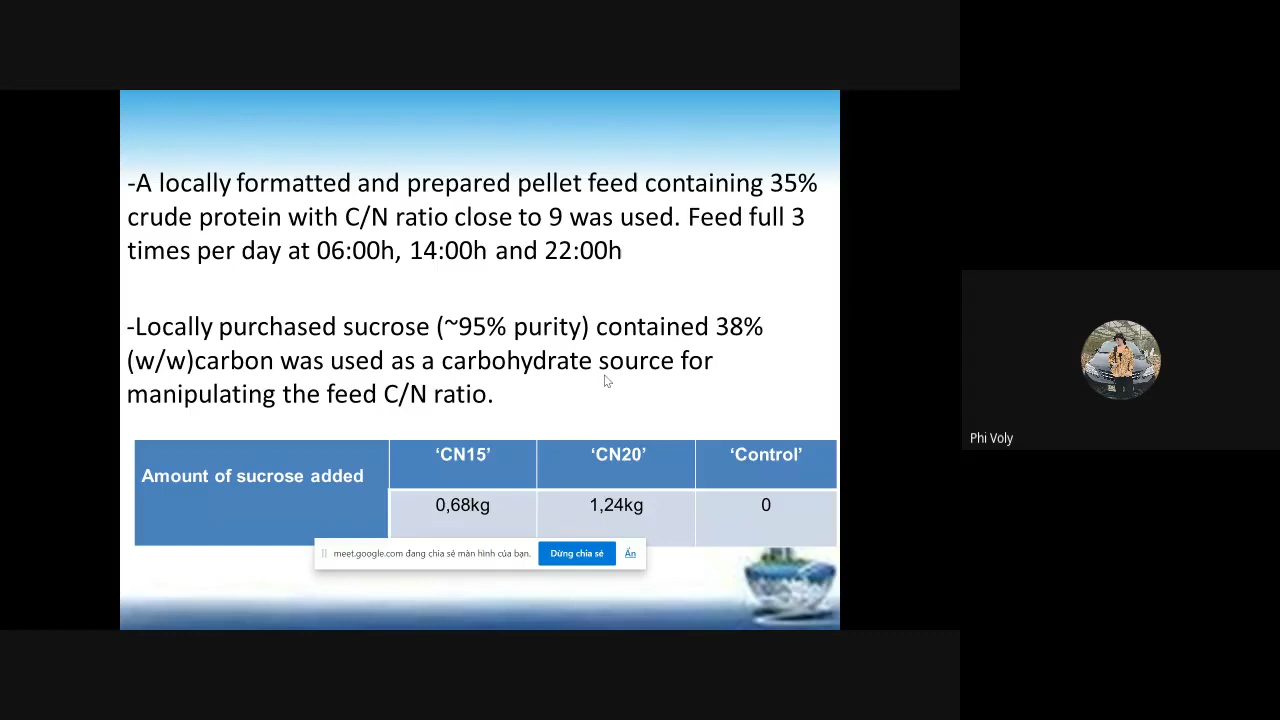 -A locally formatted and prepared pellet feed containing 35%
crude protein with C/N ratio close to 9 was used. Feed full 3
times per day at 06:00h, 14:00h and 22:00h
-Locally purchased sucrose (~95% purity) contained 38%
(w/w)carbon was used as a carbohydrate source for
manipulating the feed C/N ratio.
Amount of sucrose added
‘CN15’ ‘CN20’ ‘Control’
0,68kg 1,24kg 0
meet.google.com đang chia sẻ màn hình của bạn. Dừng chia sẻ Ẩn
Phi Voly